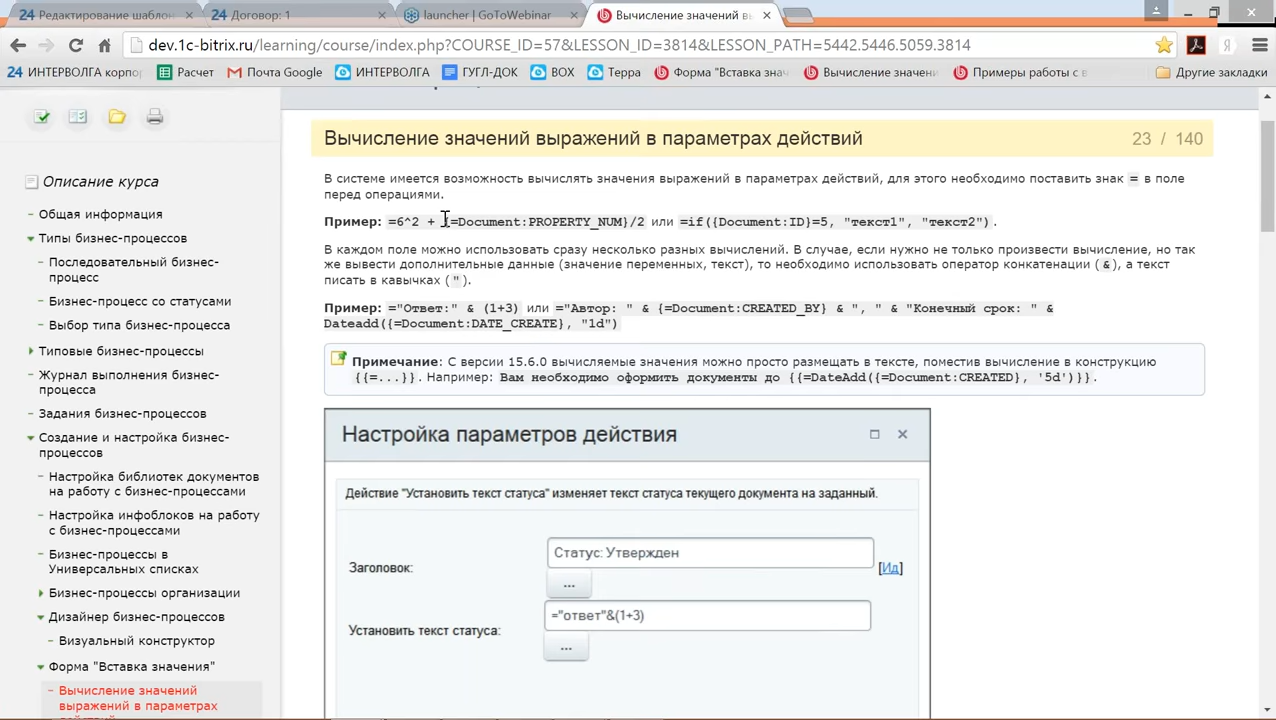 24 Редактирование шаблон
24 Договор: 1
launcher | GoToWebinar
Вычисление значений вы
dev.1c-bitrix.ru/learning/course/index.php?COURSE_ID=57&LESSON_ID=3814&LESSON_PATH=5442.5446.5059.3814
24 ИНТЕРВОЛГА корпор
Расчет
Почта Google
ИНТЕРВОЛГА
ГУГЛ-ДОК
ВОХ
Терра
Форма "Вставка знач
Вычисление значени
Примеры работы с в
Другие закладки
Описание курса
Общая информация
Типы бизнес-процессов
Последовательный бизнес-
процесс
Бизнес-процесс со статусами
Выбор типа бизнес-процесса
Типовые бизнес-процессы
Журнал выполнения бизнес-
процесса
Задания бизнес-процессов
Создание и настройка бизнес-
процессов
Настройка библиотек документов
на работу с бизнес-процессами
Настройка инфоблоков на работу
с бизнес-процессами
Бизнес-процессы в
Универсальных списках
Бизнес-процессы организации
Дизайнер бизнес-процессов
Визуальный конструктор
Форма "Вставка значения"
Вычисление значений
выражений в параметрах
действий
Вычисление значений выражений в параметрах действий 23 / 140
В системе имеется возможность вычислять значения выражений в параметрах действий, для этого необходимо поставить знак = в поле
перед операциями.
Пример: =6^2 + {=Document:PROPERTY_NUM}/2 или =if({Document:ID}=5, "текст1", "текст2").
В каждом поле можно использовать сразу несколько разных вычислений. В случае, если нужно не только произвести вычисление, но так
же вывести дополнительные данные (значение переменных, текст), то необходимо использовать оператор конкатенации (&), а текст
писать в кавычках (").
Пример: ="Ответ:" & (1+3) или ="Автор: " & {=Document:CREATED_BY} & ", " & "Конечный срок: " &
Dateadd({=Document:DATE_CREATE}, "1d")
Примечание: С версии 15.6.0 вычисляемые значения можно просто размещать в тексте, поместив вычисление в конструкцию
{{=...}}. Например: Вам необходимо оформить документы до {{=DateAdd({=Document:CREATED}, '5d')}}.
Настройка параметров действия
Действие "Установить текст статуса" изменяет текст статуса текущего документа на заданный.
Заголовок: Статус: Утвержден [Ид]
...
Установить текст статуса: ="ответ"&(1+3)
...